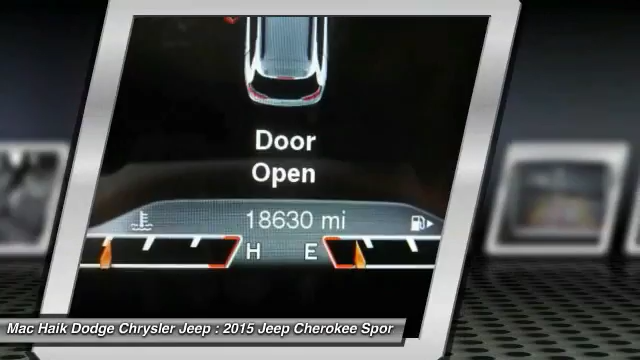 Door
Open
18630 mi
H E
Mac Haik Dodge Chrysler Jeep : 2015 Jeep Cherokee Spor